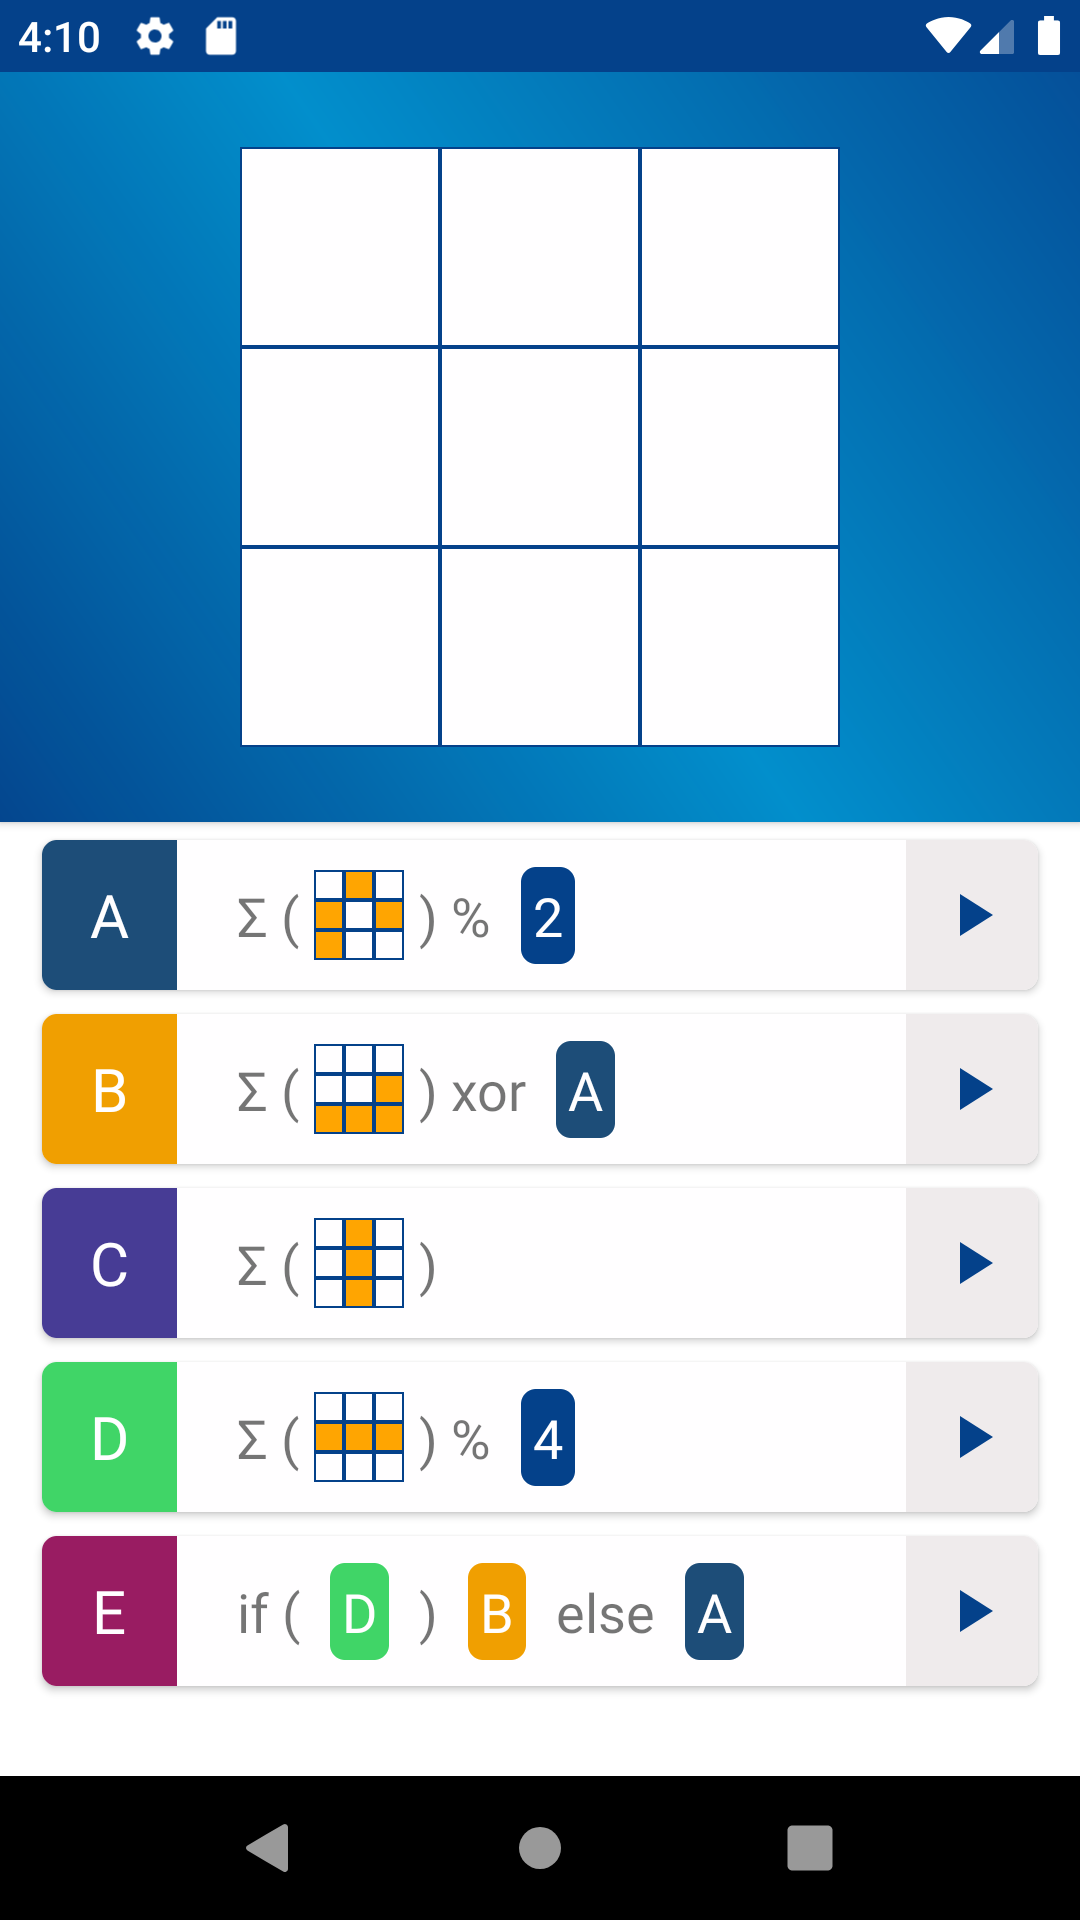 4:10
A Σ ( ) % 2
B Σ ( ) xor A
C Σ ( )
D Σ ( ) % 4
E if ( D ) B else A